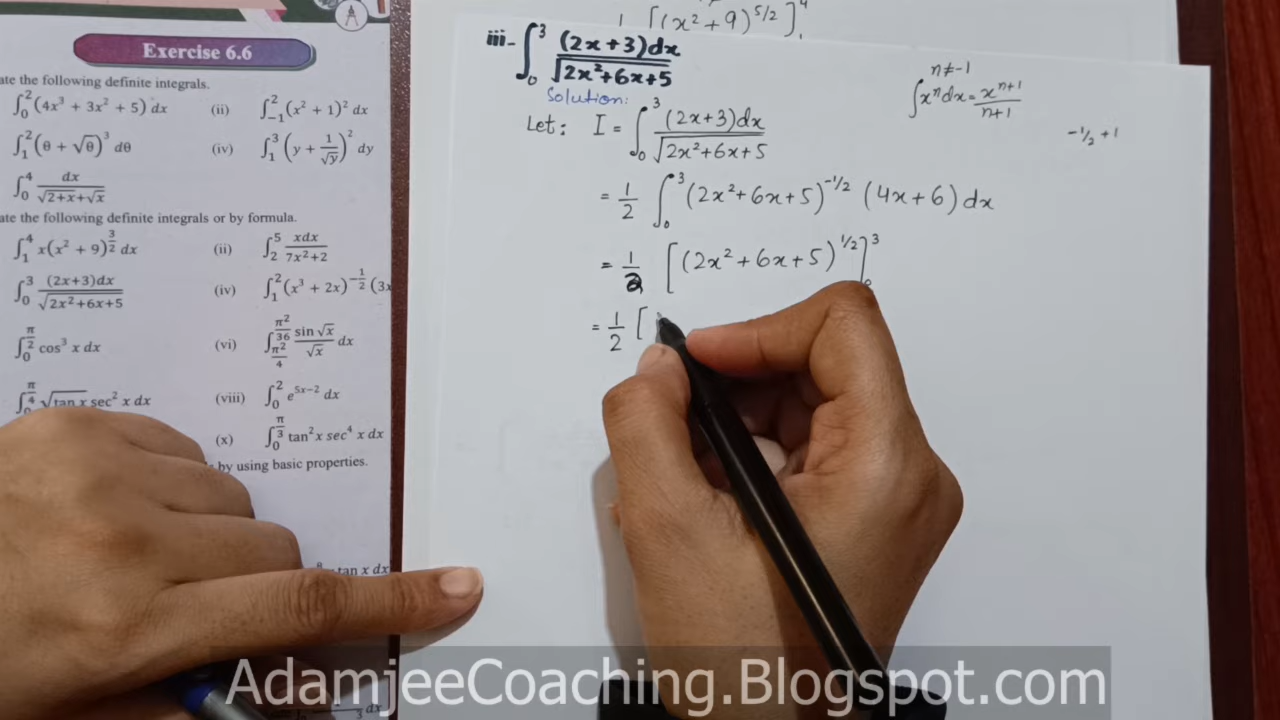 Exercise 6.6
ate the following definite integrals.
∫₀² (4x³ + 3x² + 5) dx (ii) ∫₋₁² (x² + 1)² dx
∫₁² (θ + √θ)³ dθ (iv) ∫₁³ (y + 1/√y)² dy
∫₀⁴ dx/(√2+x + √x)
ate the following definite integrals or by formula.
∫₁⁴ x(x² + 9)^(3/2) dx (ii) ∫₂⁵ xdx/(7x²+2)
∫₀³ (2x+3)dx/√(2x²+6x+5) (iv) ∫₁² (x³ + 2x)^(-1/2) (3x
∫₀^(π/2) cos³ x dx (vi) ∫_(π²/4)^(π²/36) sin √x/√x dx
∫₀^(π/4) √tan x sec² x dx (viii) ∫₀² e^(5x−2) dx
(x) ∫₀^(π/3) tan² x sec⁴ x dx
by using basic properties.
tan x dx
dx
[(x² + 9)^(5/2)]₁⁴
iii- ∫₀³ (2x+3)dx/√(2x²+6x+5)
Solution:
Let: I = ∫₀³ (2x+3)dx/√(2x²+6x+5)
= 1/2 ∫₀³ (2x²+6x+5)^(-1/2) (4x+6) dx
= 1/2 [(2x²+6x+5)^(1/2)]₀³
= 1/2 [
n≠-1
∫xⁿdx = x^(n+1)/(n+1)
-1/2 + 1
AdamjeeCoaching.Blogspot.com